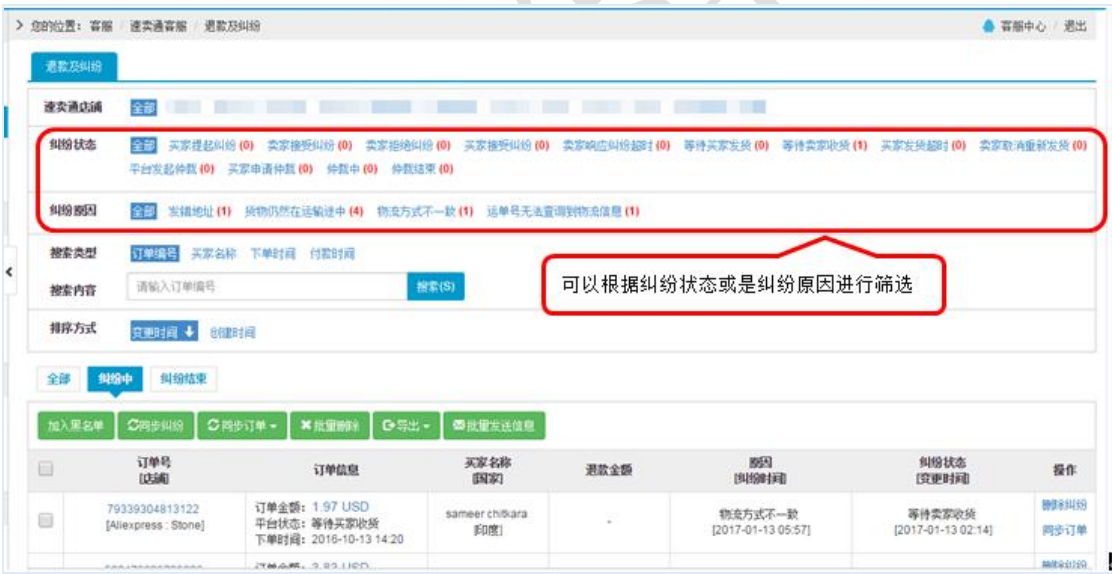 > 您的位置：客服 / 速卖通客服 / 退款及纠纷 客服中心 / 退出
退款及纠纷
速卖通店铺 全部
纠纷状态 全部 买家提起纠纷 (0) 卖家接受纠纷 (0) 卖家拒绝纠纷 (0) 买家接受纠纷 (0) 卖家响应纠纷超时 (0) 等待买家发货 (0) 等待卖家收货 (1) 买家发货超时 (0) 卖家取消重新发货 (0)
平台发起仲裁 (0) 买家申请仲裁 (0) 仲裁中 (0) 仲裁结束 (0)
纠纷原因 全部 发错地址 (1) 货物仍然在运输途中 (4) 物流方式不一致 (1) 运单号无法查询到物流信息 (1)
搜索类型 订单编号 买家名称 下单时间 付款时间
搜索内容 请输入订单编号 搜索(S)
可以根据纠纷状态或是纠纷原因进行筛选
排序方式 变更时间 创建时间
全部 纠纷中 纠纷结束
加入黑名单 同步纠纷 同步订单 批量删除 导出 批量发送信息
订单号 [店铺] 订单信息 买家名称 [国家] 退款金额 原因 [纠纷时间] 纠纷状态 [变更时间] 操作
79339304813122 订单金额：1.97 USD sameer chitkara - 物流方式不一致 等待卖家收货 删除纠纷
[Aliexpress : Stone] 平台状态：等待买家收货 [印度] [2017-01-13 05:57] [2017-01-13 02:14] 同步订单
下单时间：2016-10-13 14:20
订单金额：3.83 USD 删除纠纷